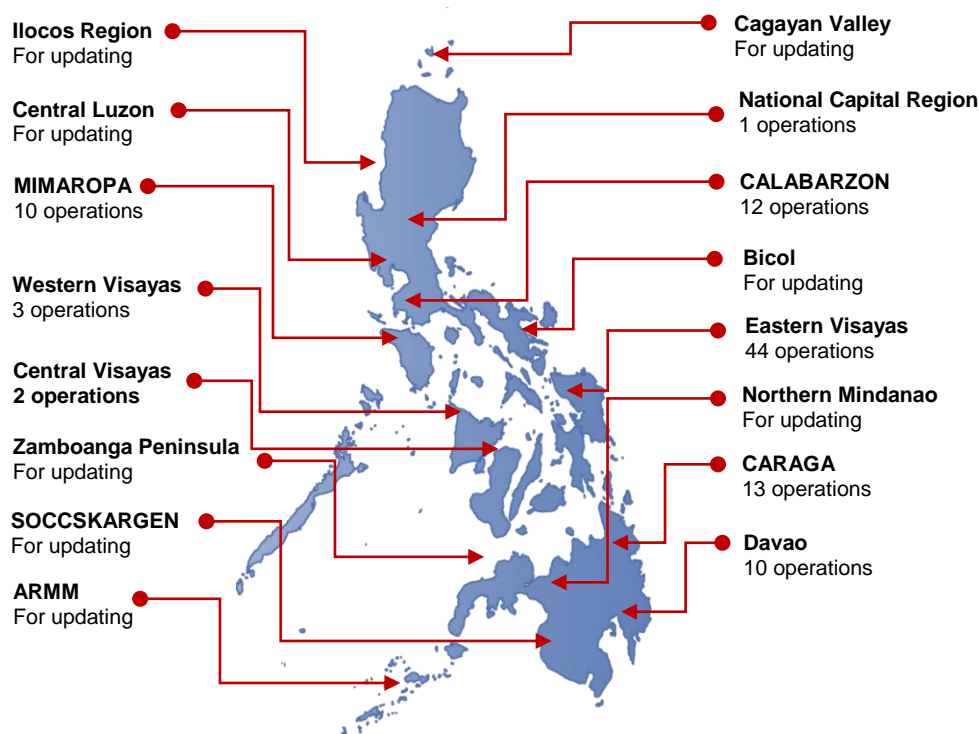 Ilocos Region
For updating
Central Luzon
For updating
MIMAROPA
10 operations
Western Visayas
3 operations
Central Visayas
2 operations
Zamboanga Peninsula
For updating
SOCCSKARGEN
For updating
ARMM
For updating
Cagayan Valley
For updating
National Capital Region
1 operations
CALABARZON
12 operations
Bicol
For updating
Eastern Visayas
44 operations
Northern Mindanao
For updating
CARAGA
13 operations
Davao
10 operations